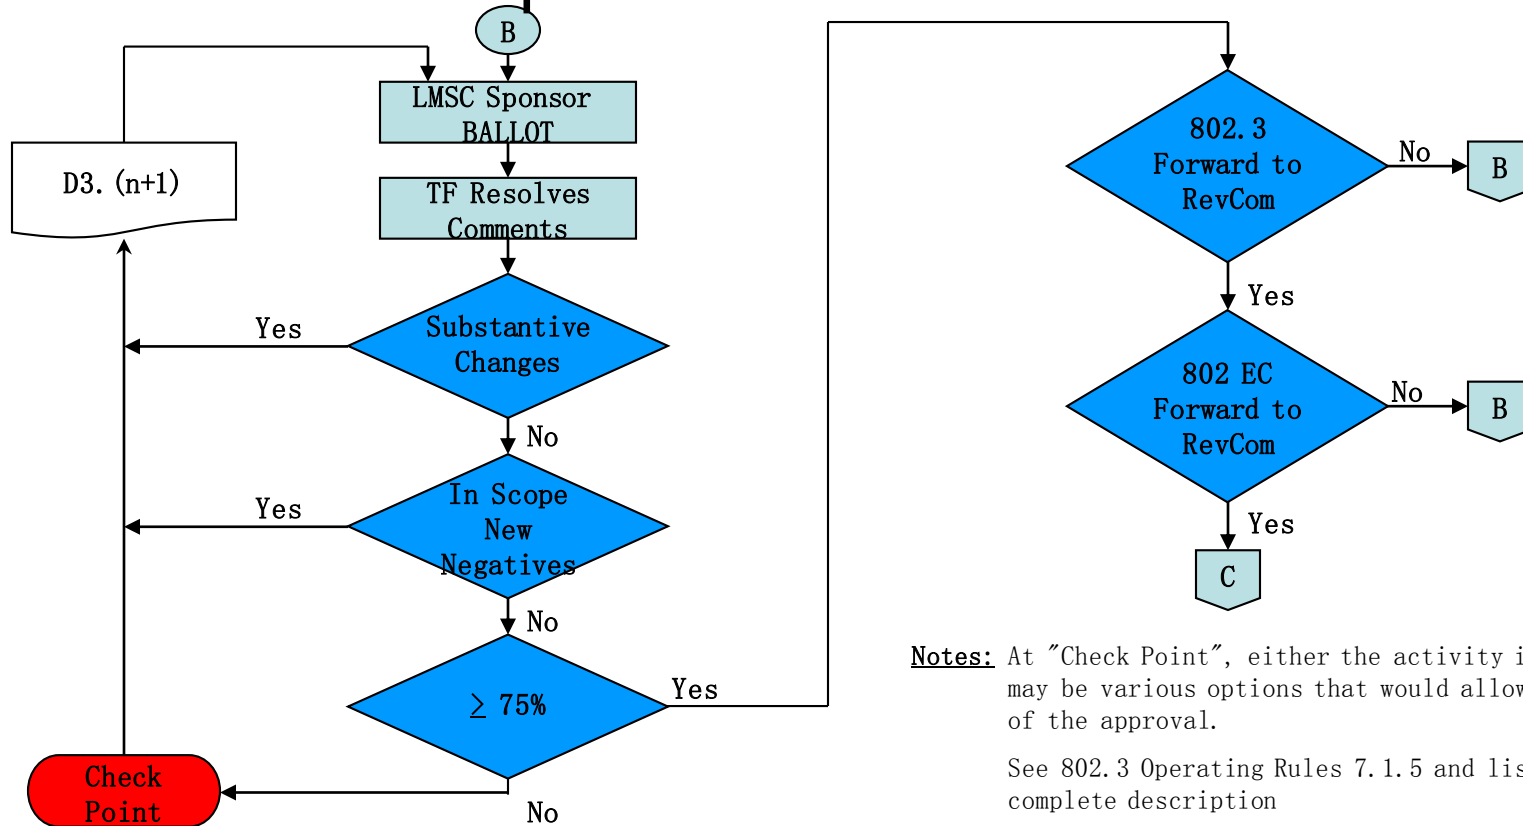 B
LMSC Sponsor
BALLOT
D3.(n+1)
TF Resolves
Comments
Substantive
Changes
Yes
No
In Scope
New
Negatives
Yes
No
≥ 75%
Yes
No
Check
Point
802.3
Forward to
RevCom
No
B
Yes
802 EC
Forward to
RevCom
No
B
Yes
C
Notes: At "Check Point", either the activity i
may be various options that would allow
of the approval.
See 802.3 Operating Rules 7.1.5 and lis
complete description